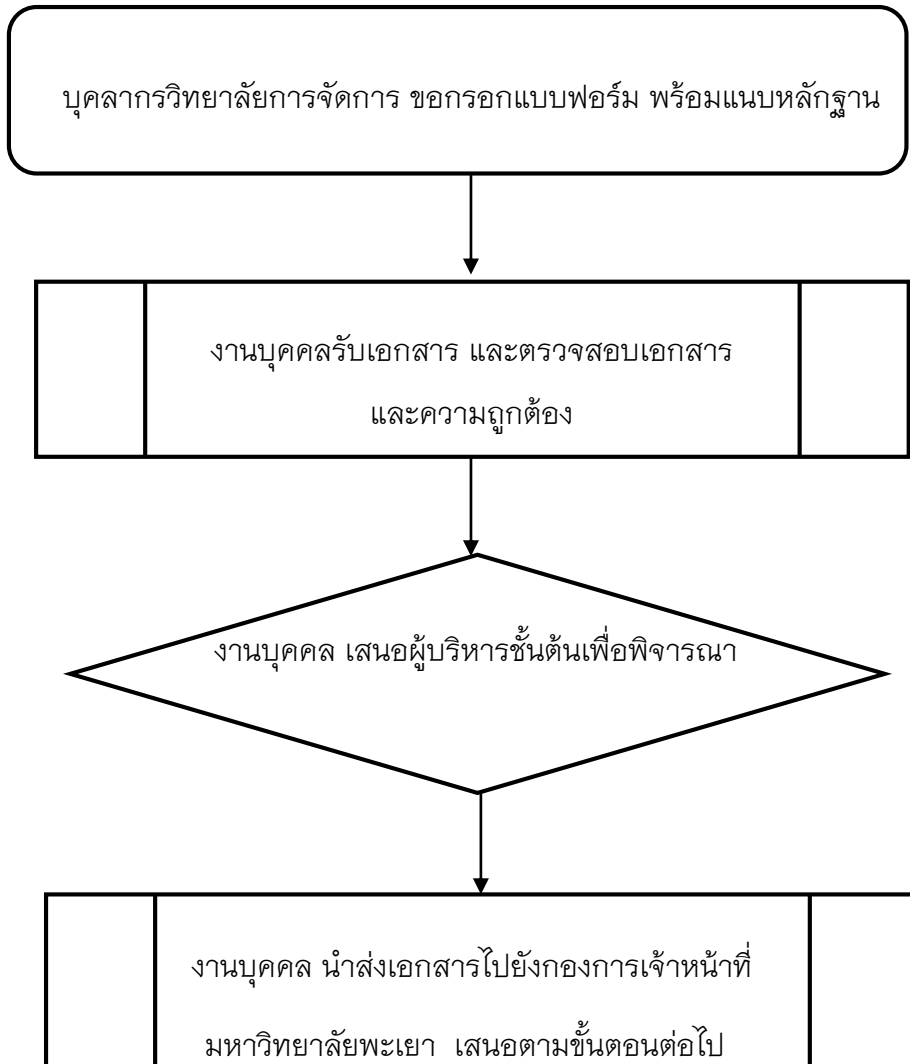 บุคลากรวิทยาลัยการจัดการ ขอกรอกแบบฟอร์ม พร้อมแนบหลักฐาน
งานบุคคลรับเอกสาร และตรวจสอบเอกสาร
และความถูกต้อง
งานบุคคล เสนอผู้บริหารชั้นต้นเพื่อพิจารณา
งานบุคคล นำส่งเอกสารไปยังกองการเจ้าหน้าที่
มหาวิทยาลัยพะเยา เสนอตามขั้นตอนต่อไป